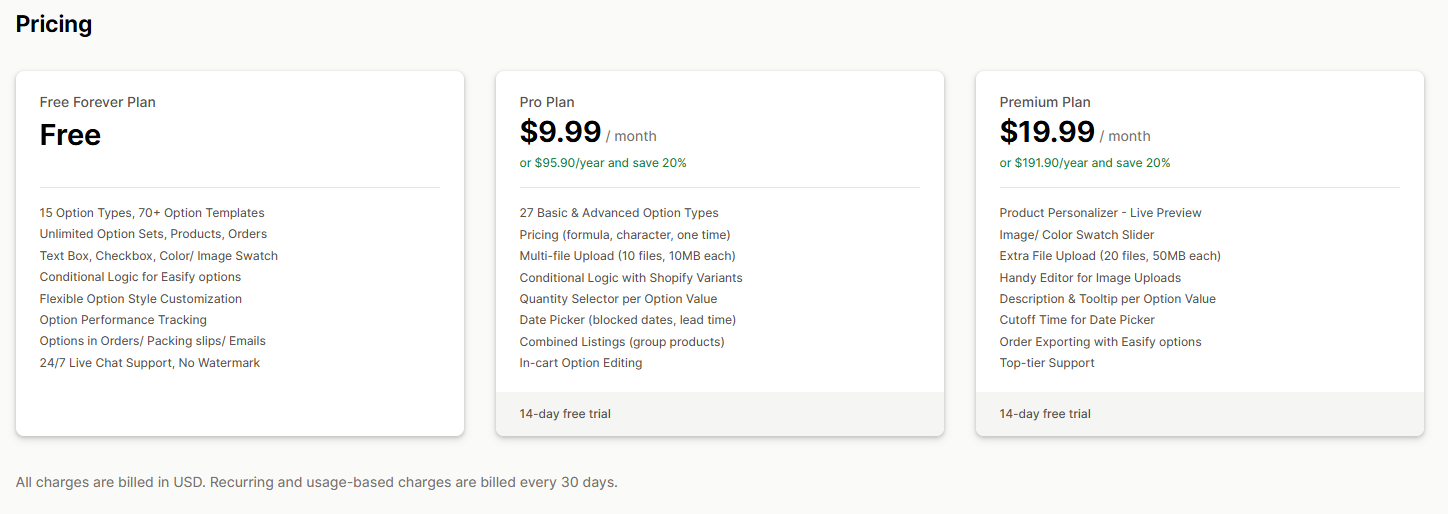 Pricing
Free Forever Plan
Free
15 Option Types, 70+ Option Templates
Unlimited Option Sets, Products, Orders
Text Box, Checkbox, Color/ Image Swatch
Conditional Logic for Easify options
Flexible Option Style Customization
Option Performance Tracking
Options in Orders/ Packing slips/ Emails
24/7 Live Chat Support, No Watermark
Pro Plan
$9.99 / month
or $95.90/year and save 20%
27 Basic & Advanced Option Types
Pricing (formula, character, one time)
Multi-file Upload (10 files, 10MB each)
Conditional Logic with Shopify Variants
Quantity Selector per Option Value
Date Picker (blocked dates, lead time)
Combined Listings (group products)
In-cart Option Editing
14-day free trial
Premium Plan
$19.99 / month
or $191.90/year and save 20%
Product Personalizer - Live Preview
Image/ Color Swatch Slider
Extra File Upload (20 files, 50MB each)
Handy Editor for Image Uploads
Description & Tooltip per Option Value
Cutoff Time for Date Picker
Order Exporting with Easify options
Top-tier Support
14-day free trial
All charges are billed in USD. Recurring and usage-based charges are billed every 30 days.